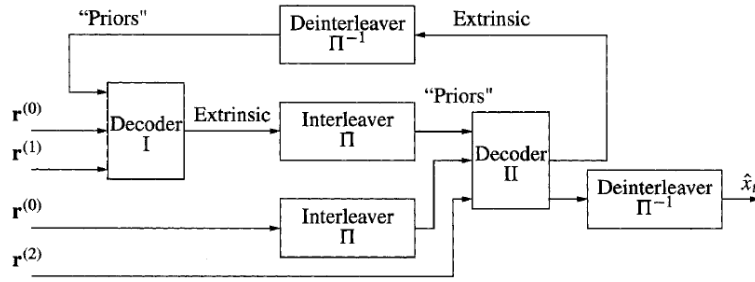 “Priors"
Deinterleaver
Π⁻¹
Extrinsic
r⁽⁰⁾
r⁽¹⁾
Decoder
I
Extrinsic
Interleaver
Π
“Priors"
Decoder
II
r⁽⁰⁾
Interleaver
Π
Deinterleaver
Π⁻¹
x̂ₜ
r⁽²⁾